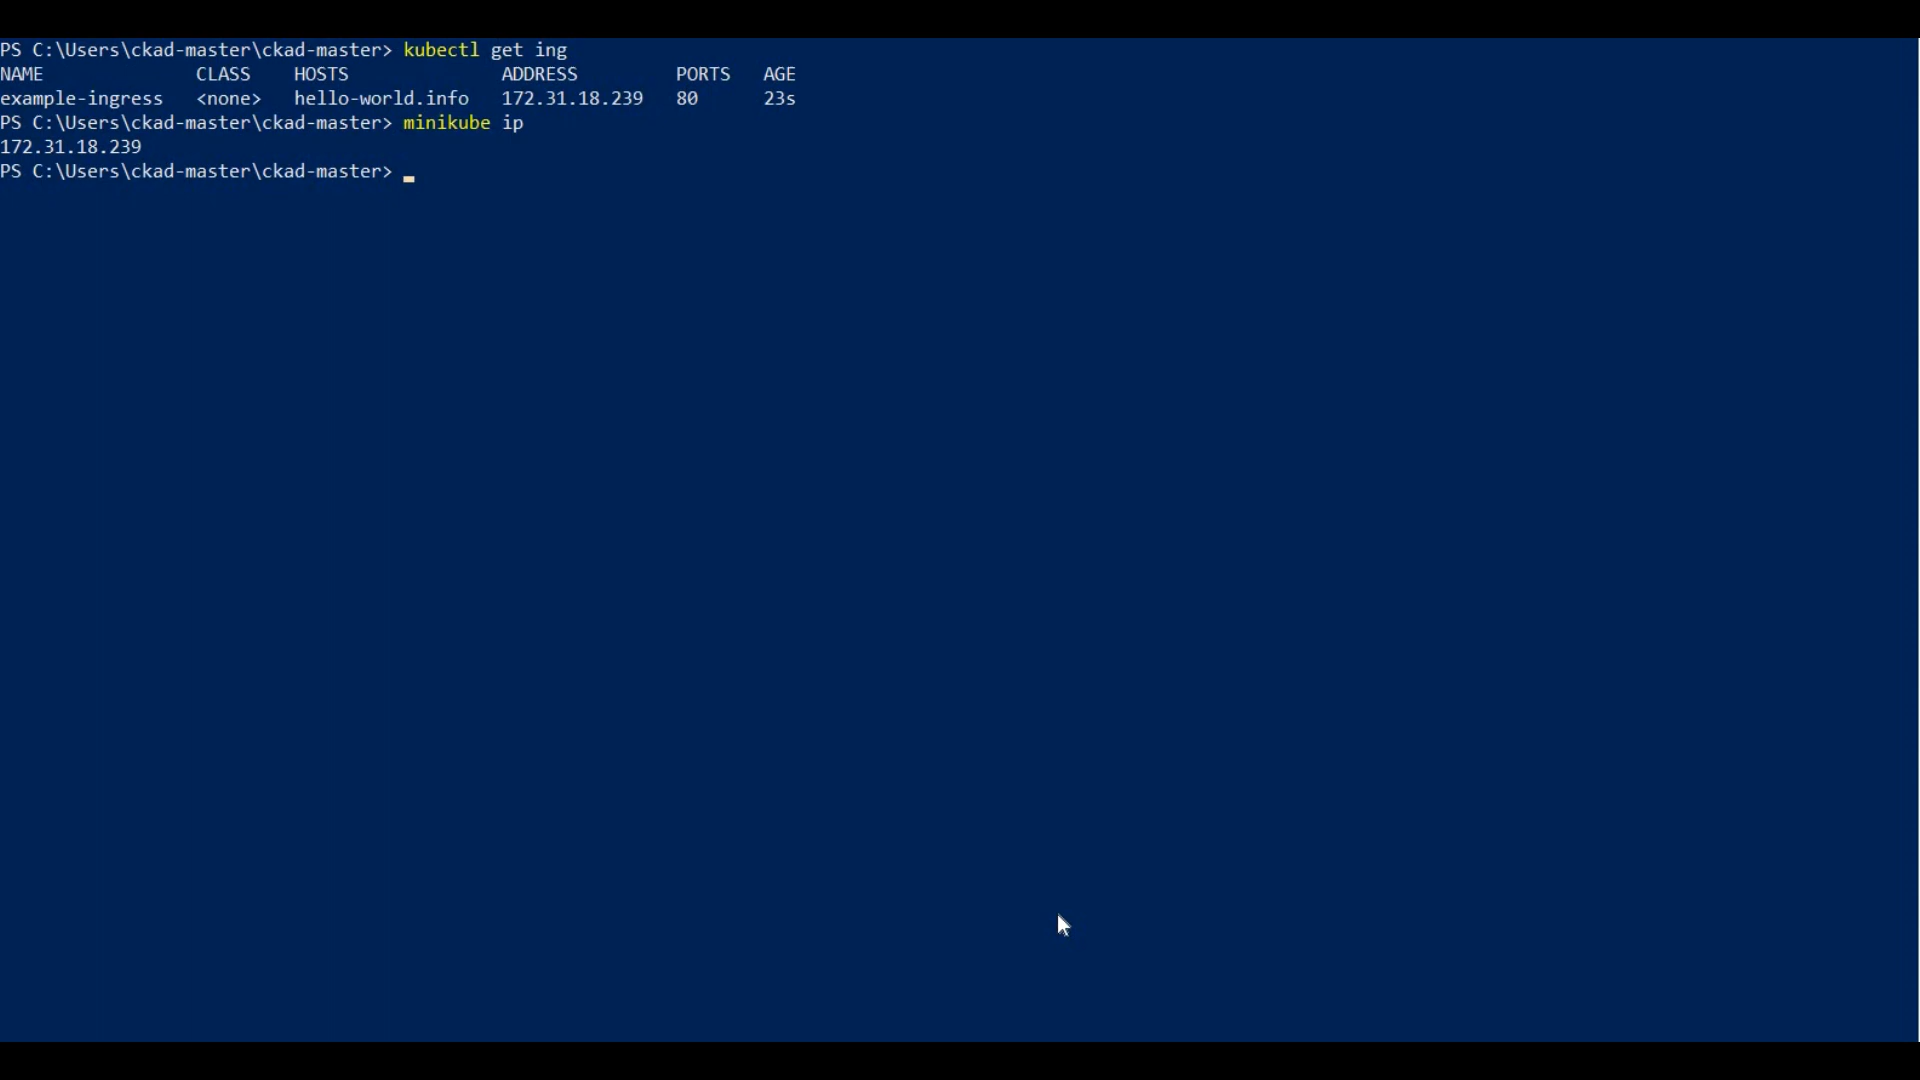 PS C:\Users\ckad-master\ckad-master> kubectl get ing
NAME CLASS HOSTS ADDRESS PORTS AGE
example-ingress <none> hello-world.info 172.31.18.239 80 23s
PS C:\Users\ckad-master\ckad-master> minikube ip
172.31.18.239
PS C:\Users\ckad-master\ckad-master>